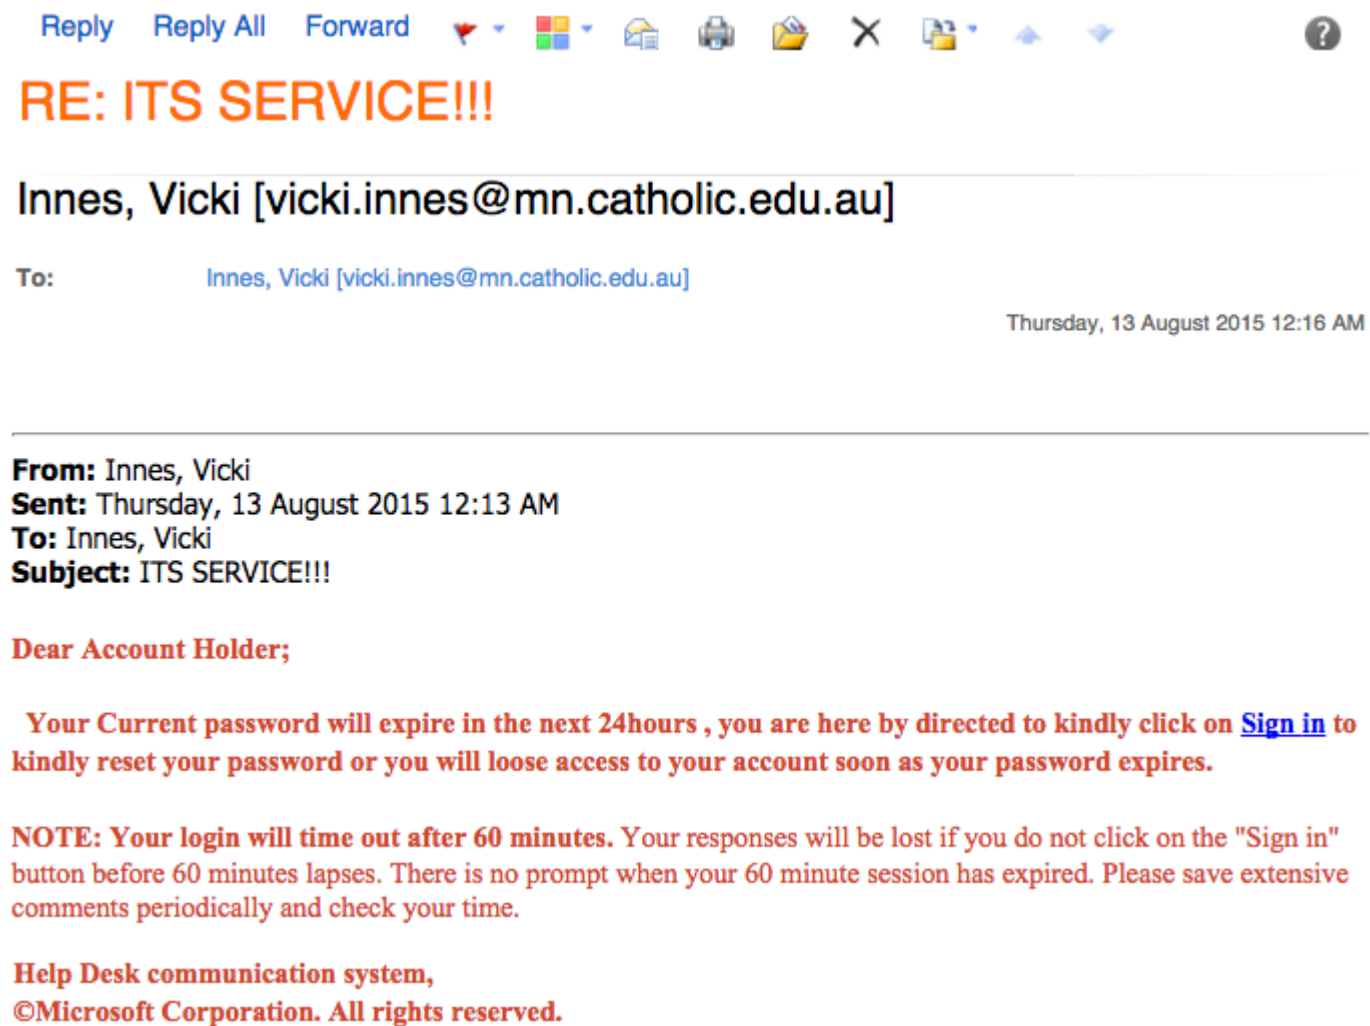 Reply Reply All Forward
RE: ITS SERVICE!!!
Innes, Vicki [vicki.innes@mn.catholic.edu.au]
To: Innes, Vicki [vicki.innes@mn.catholic.edu.au]
Thursday, 13 August 2015 12:16 AM
From: Innes, Vicki
Sent: Thursday, 13 August 2015 12:13 AM
To: Innes, Vicki
Subject: ITS SERVICE!!!
Dear Account Holder;
Your Current password will expire in the next 24hours , you are here by directed to kindly click on Sign in to
kindly reset your password or you will loose access to your account soon as your password expires.
NOTE: Your login will time out after 60 minutes. Your responses will be lost if you do not click on the "Sign in"
button before 60 minutes lapses. There is no prompt when your 60 minute session has expired. Please save extensive
comments periodically and check your time.
Help Desk communication system,
©Microsoft Corporation. All rights reserved.